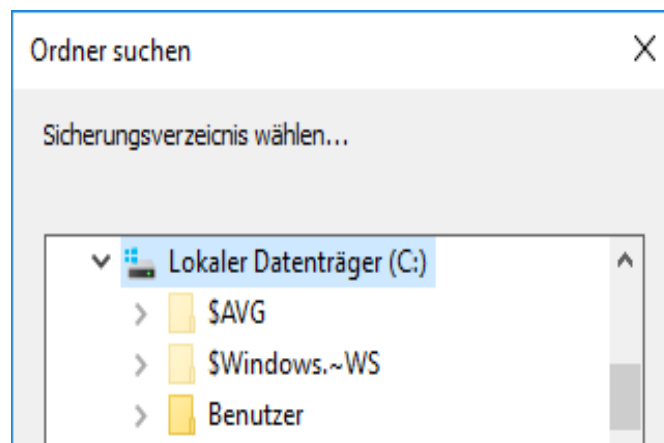 Ordner suchen
Sicherungsverzeicnis wählen...
Lokaler Datenträger (C:)
$AVG
$Windows.~WS
Benutzer